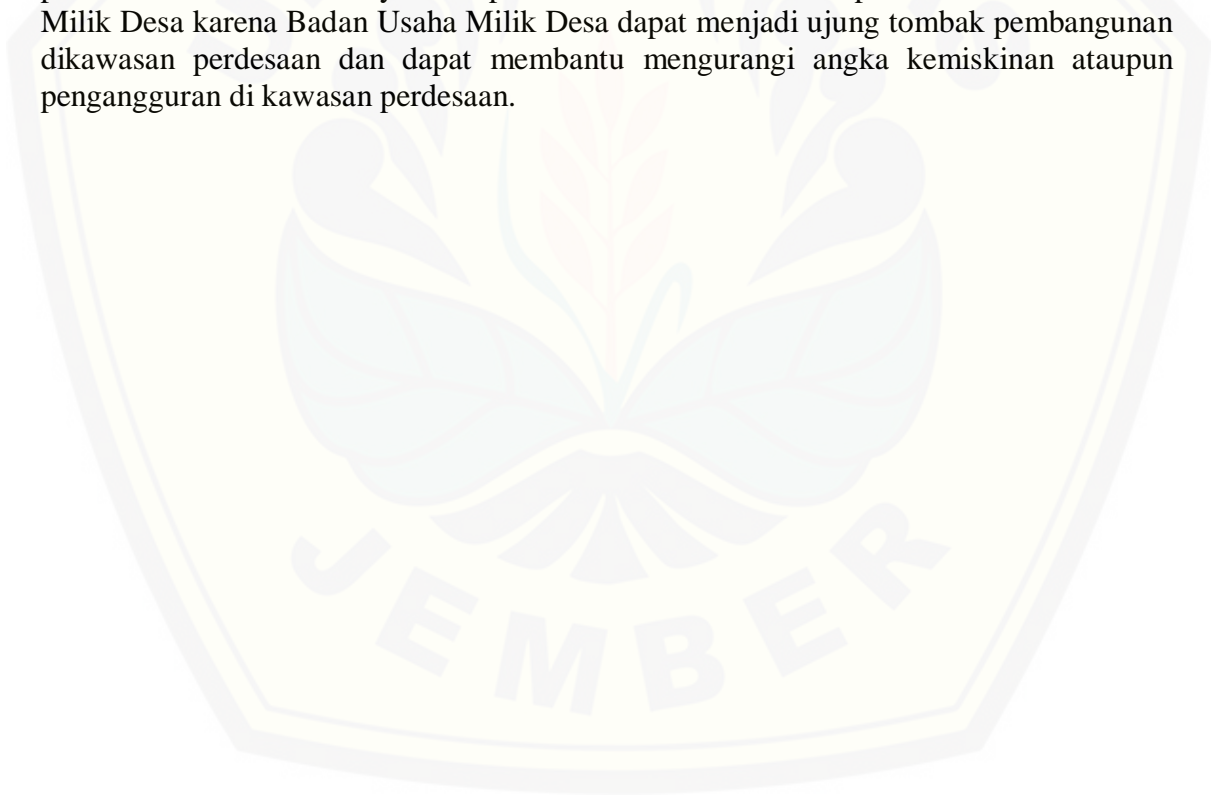 Milik Desa karena Badan Usaha Milik Desa dapat menjadi ujung tombak pembangunan
dikawasan perdesaan dan dapat membantu mengurangi angka kemiskinan ataupun
pengangguran di kawasan perdesaan.
JEMBER